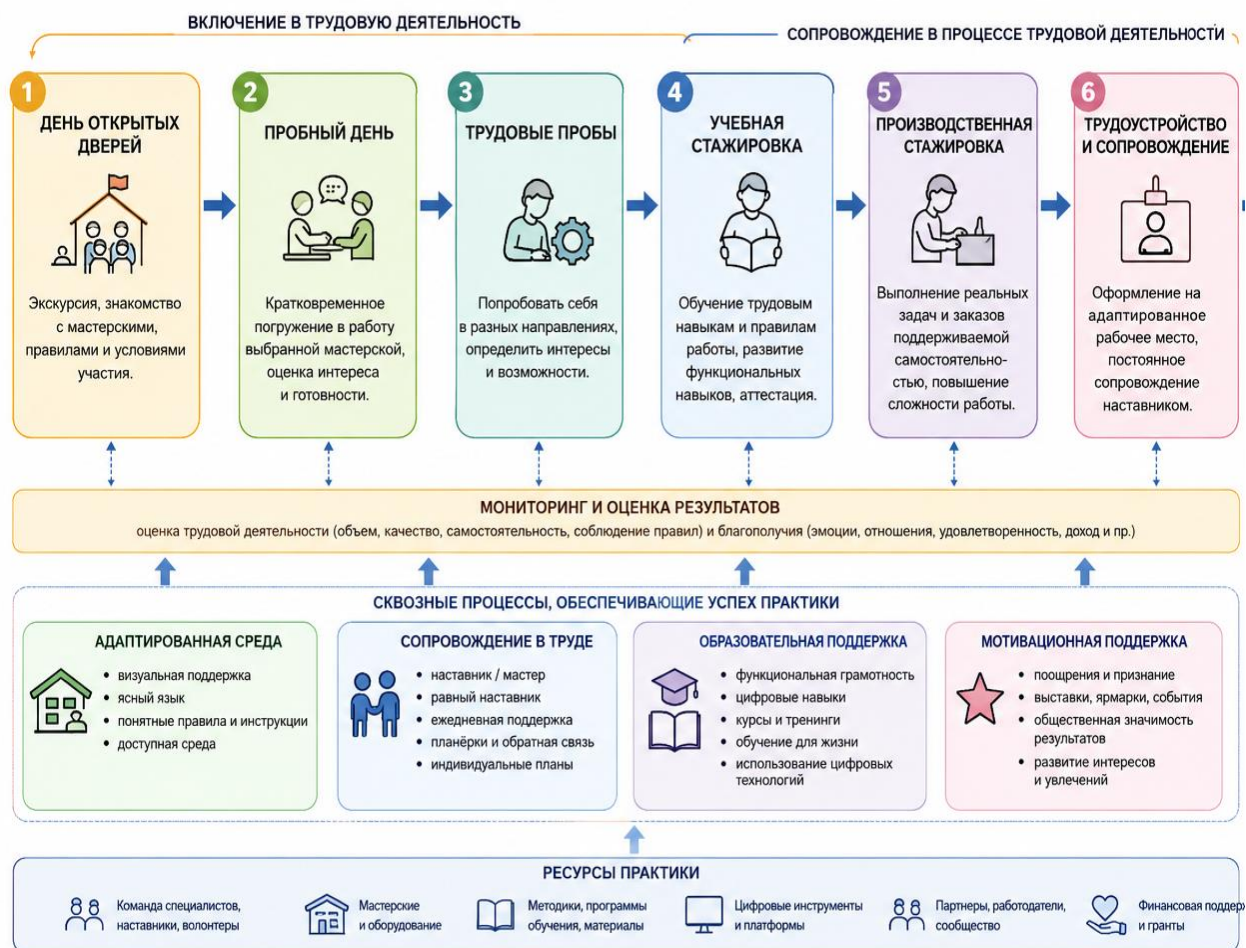 ВКЛЮЧЕНИЕ В ТРУДОВУЮ ДЕЯТЕЛЬНОСТЬ
СОПРОВОЖДЕНИЕ В ПРОЦЕССЕ ТРУДОВОЙ ДЕЯТЕЛЬНОСТИ
1
ДЕНЬ ОТКРЫТЫХ
ДВЕРЕЙ
Экскурсия, знакомство
с мастерскими,
правилами и условиями
участия.
2
ПРОБНЫЙ ДЕНЬ
Кратковременное
погружение в работу
выбранной мастерской,
оценка интереса
и готовности.
3
ТРУДОВЫЕ ПРОБЫ
Попробовать себя
в разных направлениях,
определить интересы
и возможности.
4
УЧЕБНАЯ
СТАЖИРОВКА
Обучение трудовым
навыкам и правилам
работы, развитие
функциональных
навыков, аттестация.
5
ПРОИЗВОДСТВЕННАЯ
СТАЖИРОВКА
Выполнение реальных
задач и заказов
поддерживаемой
самостоятельно-
стью, повышение
сложности работы.
6
ТРУДОУСТРОЙСТВО
И СОПРОВОЖДЕНИЕ
Оформление на
адаптированное
рабочее место,
постоянное
сопровождение
наставником.
МОНИТОРИНГ И ОЦЕНКА РЕЗУЛЬТАТОВ
оценка трудовой деятельности (объем, качество, самостоятельность, соблюдение правил) и благополучия (эмоции, отношения, удовлетворенность, доход и пр.)
СКВОЗНЫЕ ПРОЦЕССЫ, ОБЕСПЕЧИВАЮЩИЕ УСПЕХ ПРАКТИКИ
АДАПТИРОВАННАЯ СРЕДА
• визуальная поддержка
• ясный язык
• понятные правила и инструкции
• доступная среда
СОПРОВОЖДЕНИЕ В ТРУДЕ
• наставник / мастер
• равный наставник
• ежедневная поддержка
• планёрки и обратная связь
• индивидуальные планы
ОБРАЗОВАТЕЛЬНАЯ ПОДДЕРЖКА
• функциональная грамотность
• цифровые навыки
• курсы и тренинги
• обучение для жизни
• использование цифровых
технологий
МОТИВАЦИОННАЯ ПОДДЕРЖКА
• поощрения и признание
• выставки, ярмарки, события
• общественная значимость
результатов
• развитие интересов
и увлечений
РЕСУРСЫ ПРАКТИКИ
Команда специалистов,
наставники, волонтеры
Мастерские
и оборудование
Методики, программы
обучения, материалы
Цифровые инструменты
и платформы
Партнеры, работодатели,
сообщество
Финансовая
и гранты